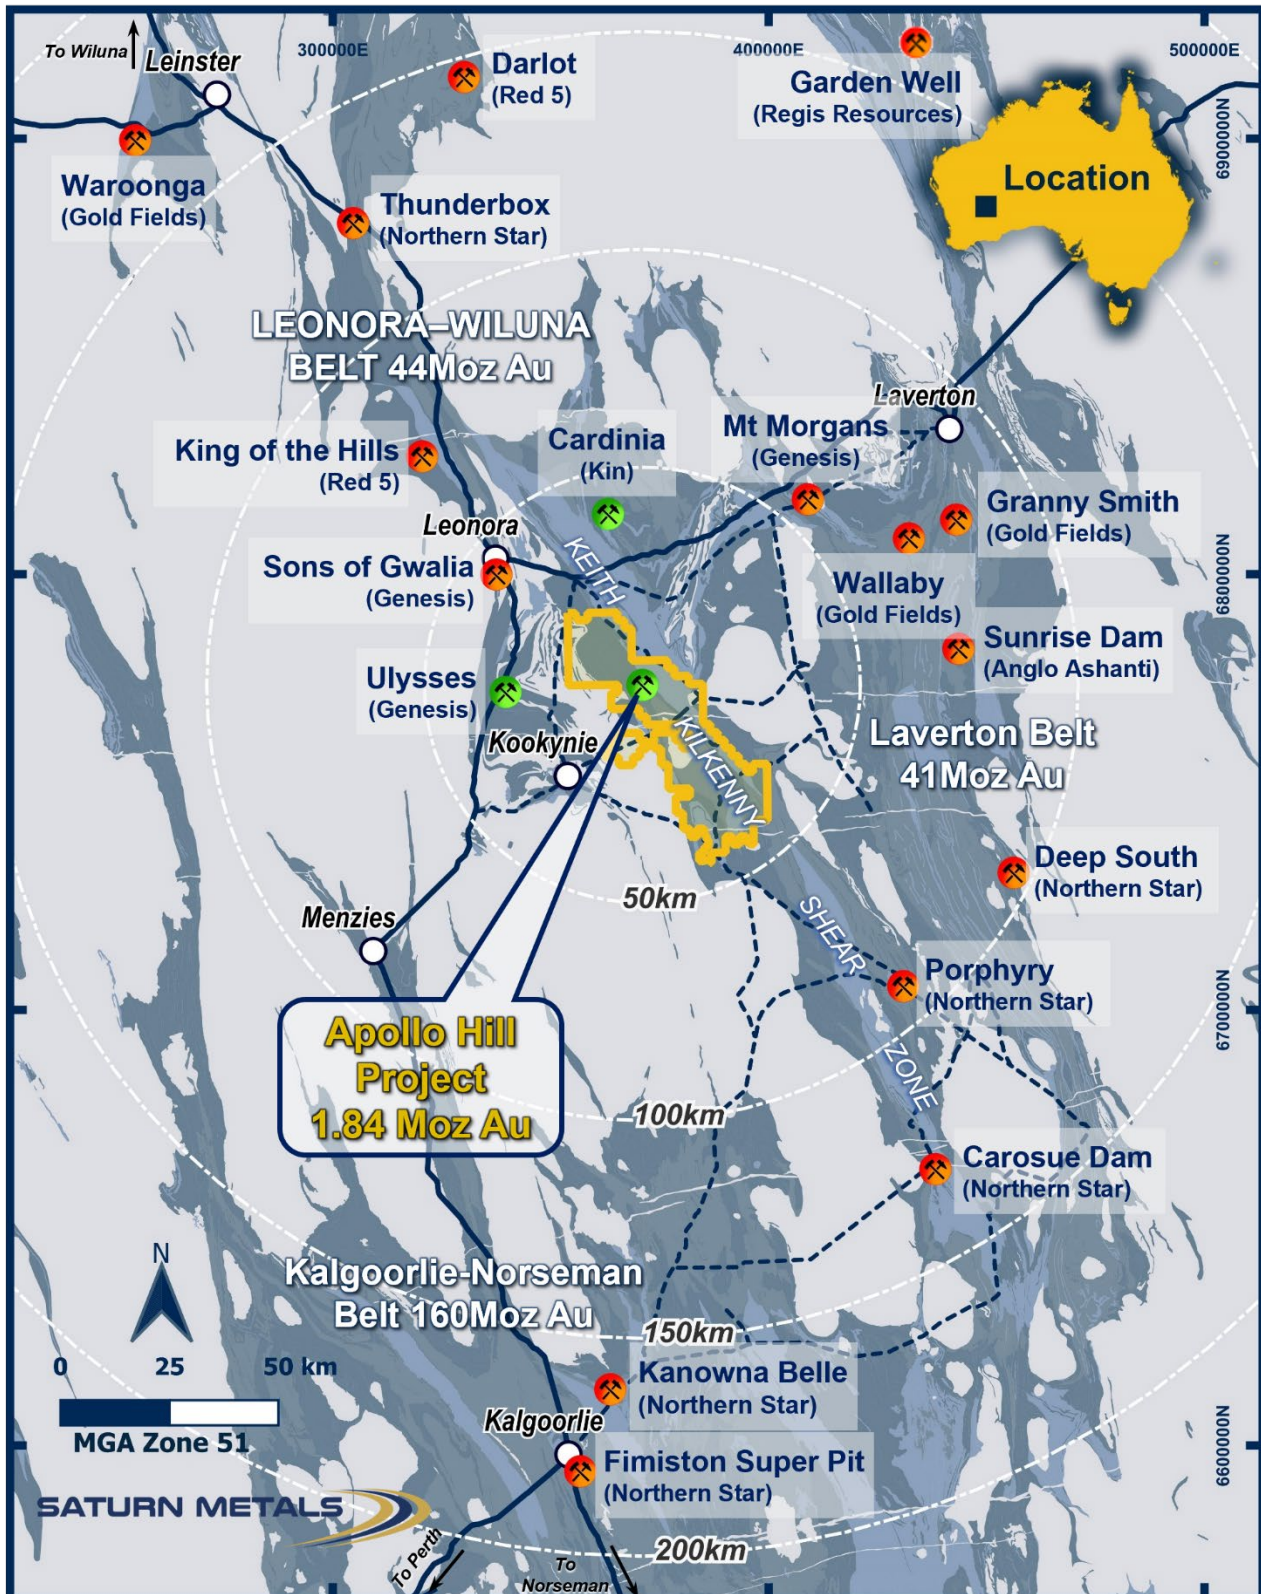 To Wiluna
Leinster
300000E
400000E
500000E
Darlot
(Red 5)
Garden Well
(Regis Resources)
6900000N
Location
Waroonga
(Gold Fields)
Thunderbox
(Northern Star)
LEONORA–WILUNA
BELT 44Moz Au
Laverton
King of the Hills
(Red 5)
Cardinia
(Kin)
Mt Morgans
(Genesis)
Granny Smith
(Gold Fields)
Leonora
KEITH
Sons of Gwalia
(Genesis)
Wallaby
(Gold Fields)
6800000N
Sunrise Dam
(Anglo Ashanti)
Ulysses
(Genesis)
Kookynie
KILKENNY
Laverton Belt
41Moz Au
Deep South
(Northern Star)
50km
Menzies
SHEAR
Porphyry
(Northern Star)
6700000N
Apollo Hill
Project
1.84 Moz Au
ZONE
100km
Carosue Dam
(Northern Star)
N
Kalgoorlie-Norseman
Belt 160Moz Au
150km
0 25 50 km
MGA Zone 51
Kanowna Belle
(Northern Star)
Kalgoorlie
Fimiston Super Pit
(Northern Star)
6600000N
SATURN METALS
200km
To Perth
To
Norseman